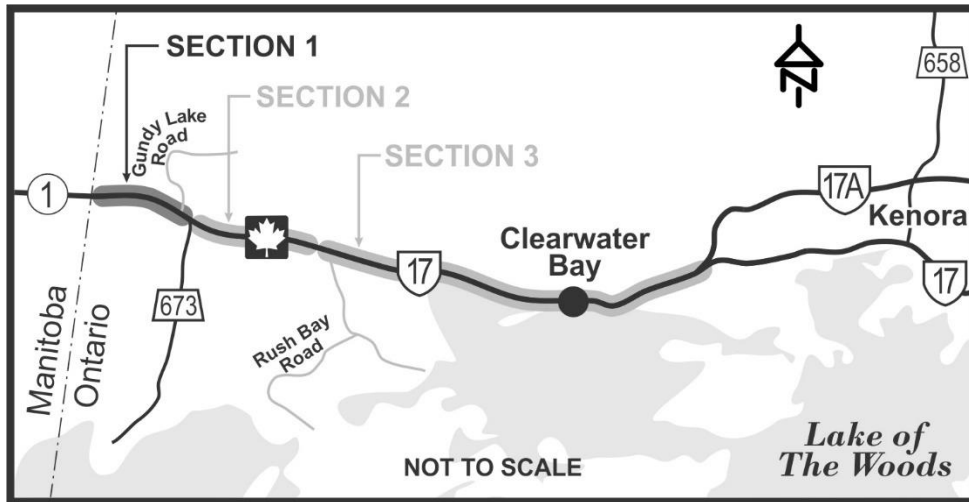 SECTION 1
658
SECTION 2
Gundy Lake
Road
SECTION 3
1
17A
Kenora
Clearwater
Bay
17
17
673
Manitoba
Ontario
Rush Bay
Road
Lake of
The Woods
NOT TO SCALE
N